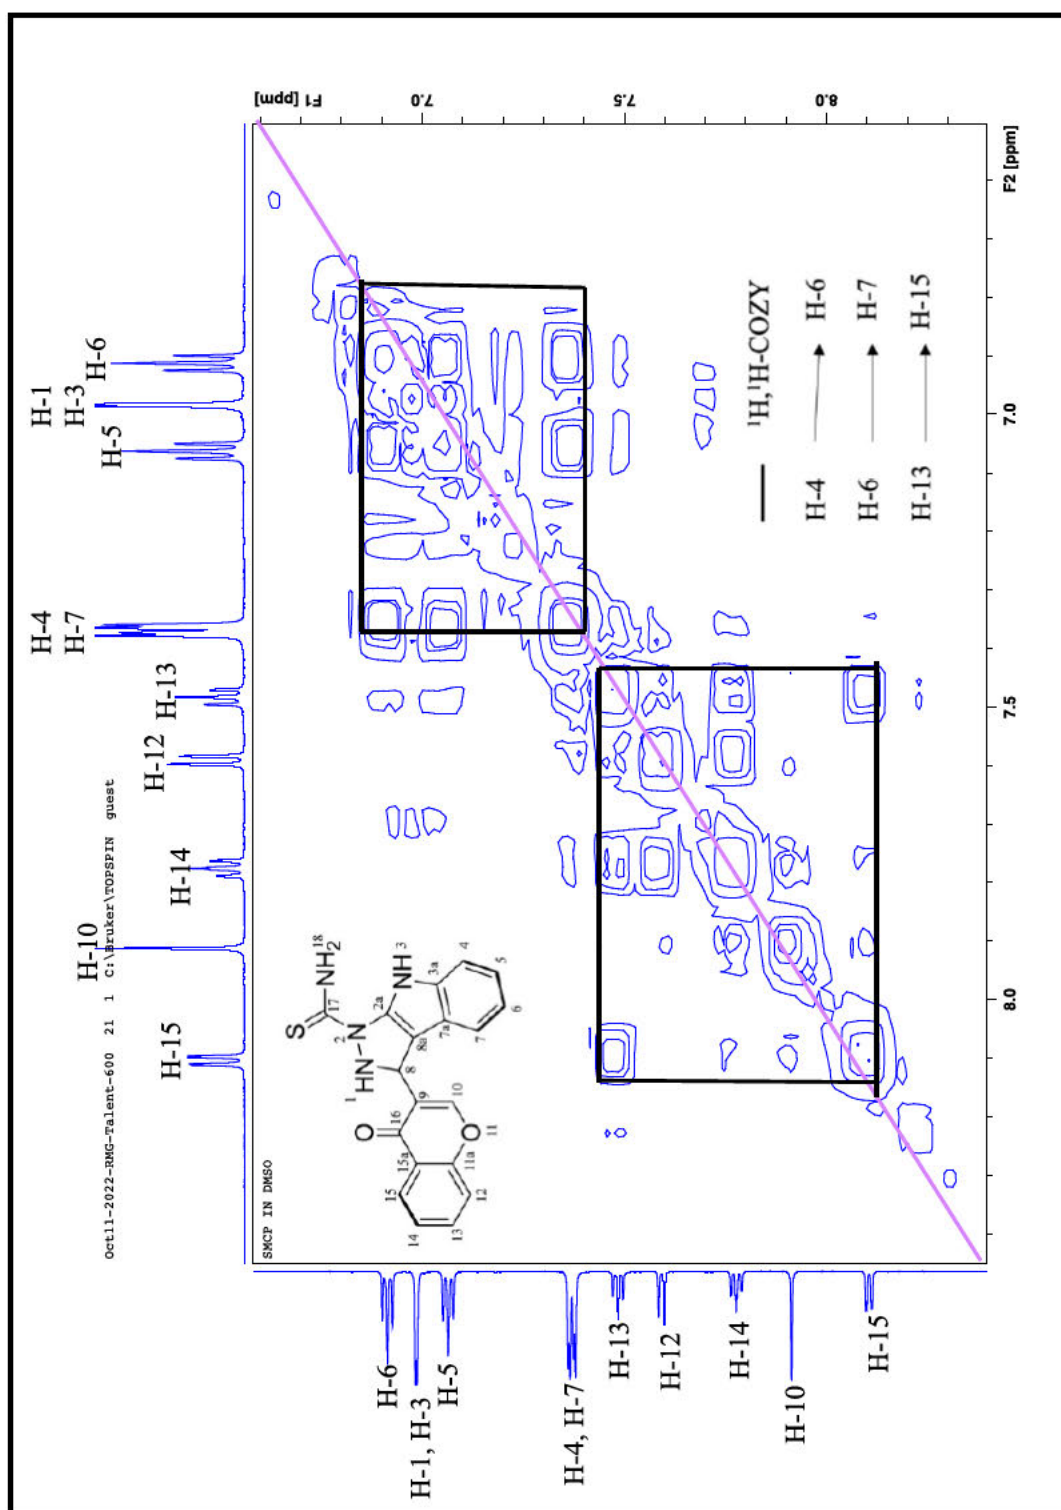 Oct11-2022-RMG-Talent-600 21 1 C:\Bruker\TOPSPIN guest
H-15
H-10
H-14
H-12
H-13
H-4
H-7
H-5
H-1
H-3
H-6
SMCP IN DMSO
S
NH2
18
17
N
2
HN
1
2a
NH
3
3a
4
5
6
7
7a
8a
8
9
10
O
11
11a
O
16
15a
15
14
13
12
F1 [ppm]
7.0
7.5
8.0
8.0
7.5
7.0
F2 [ppm]
¹H,¹H-COZY
H-4 H-6
H-6 H-7
H-13 H-15
H-6
H-1, H-3
H-5
H-4, H-7
H-13
H-12
H-14
H-10
H-15